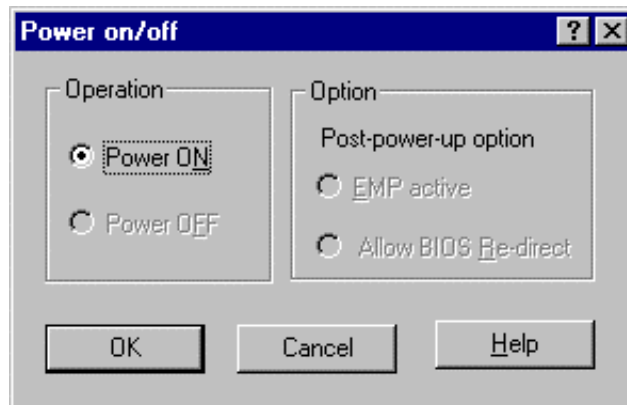 Power on/off
Operation
Power ON
Power OFF
Option
Post-power-up option
EMP active
Allow BIOS Re-direct
OK
Cancel
Help